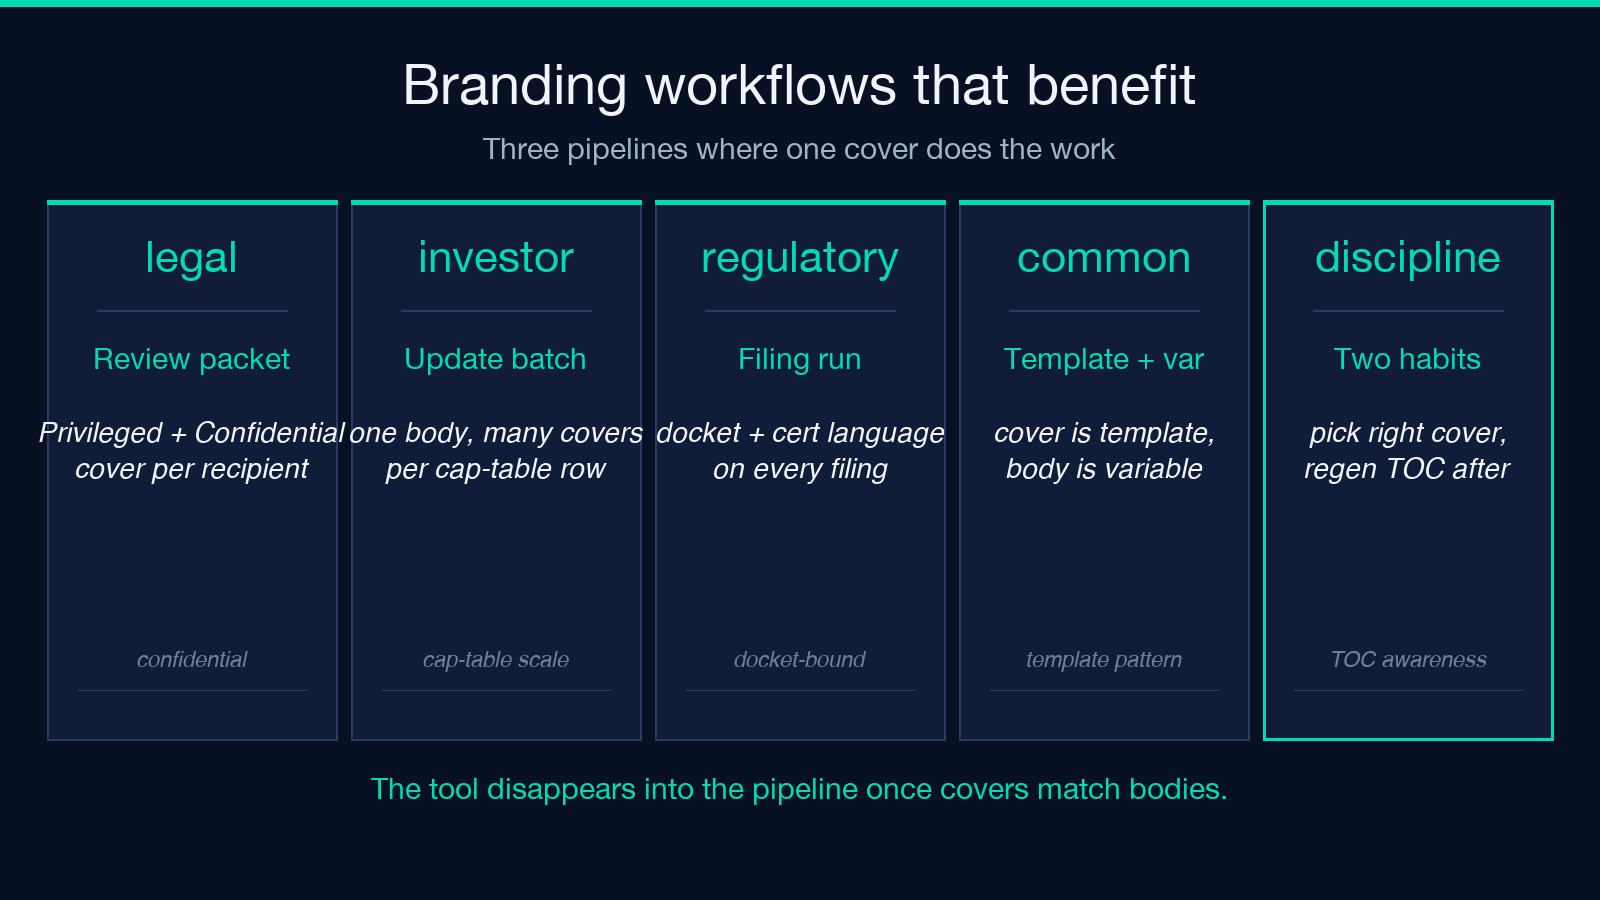 Branding workflows that benefit
Three pipelines where one cover does the work
legal
Review packet
Privileged + Confidential
cover per recipient
confidential
investor
Update batch
one body, many covers
per cap-table row
cap-table scale
regulatory
Filing run
docket + cert language
on every filing
docket-bound
common
Template + var
cover is template,
body is variable
template pattern
discipline
Two habits
pick right cover,
regen TOC after
TOC awareness
The tool disappears into the pipeline once covers match bodies.